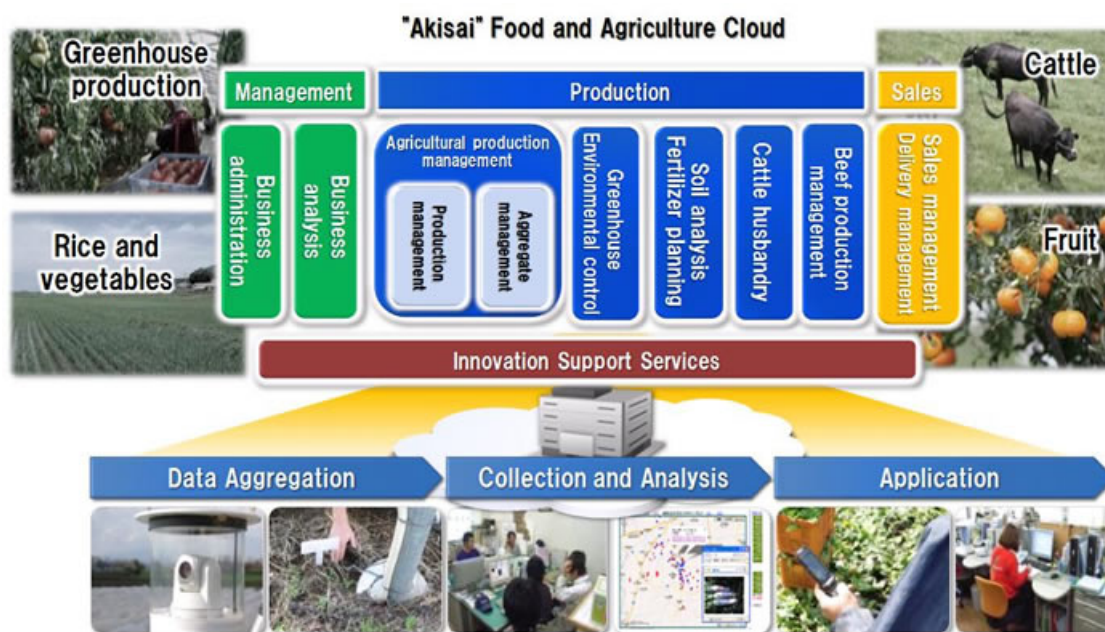 "Akisai" Food and Agriculture Cloud
Greenhouse
production
Cattle
Management
Production
Sales
Business
administration
Business
analysis
Agricultural production
management
Production
management
Aggregate
management
Greenhouse
Environmental control
Soil analysis
Fertilizer planning
Cattle husbandry
Beef production
management
Sales management
Delivery management
Rice and
vegetables
Fruit
Innovation Support Services
Data Aggregation
Collection and Analysis
Application